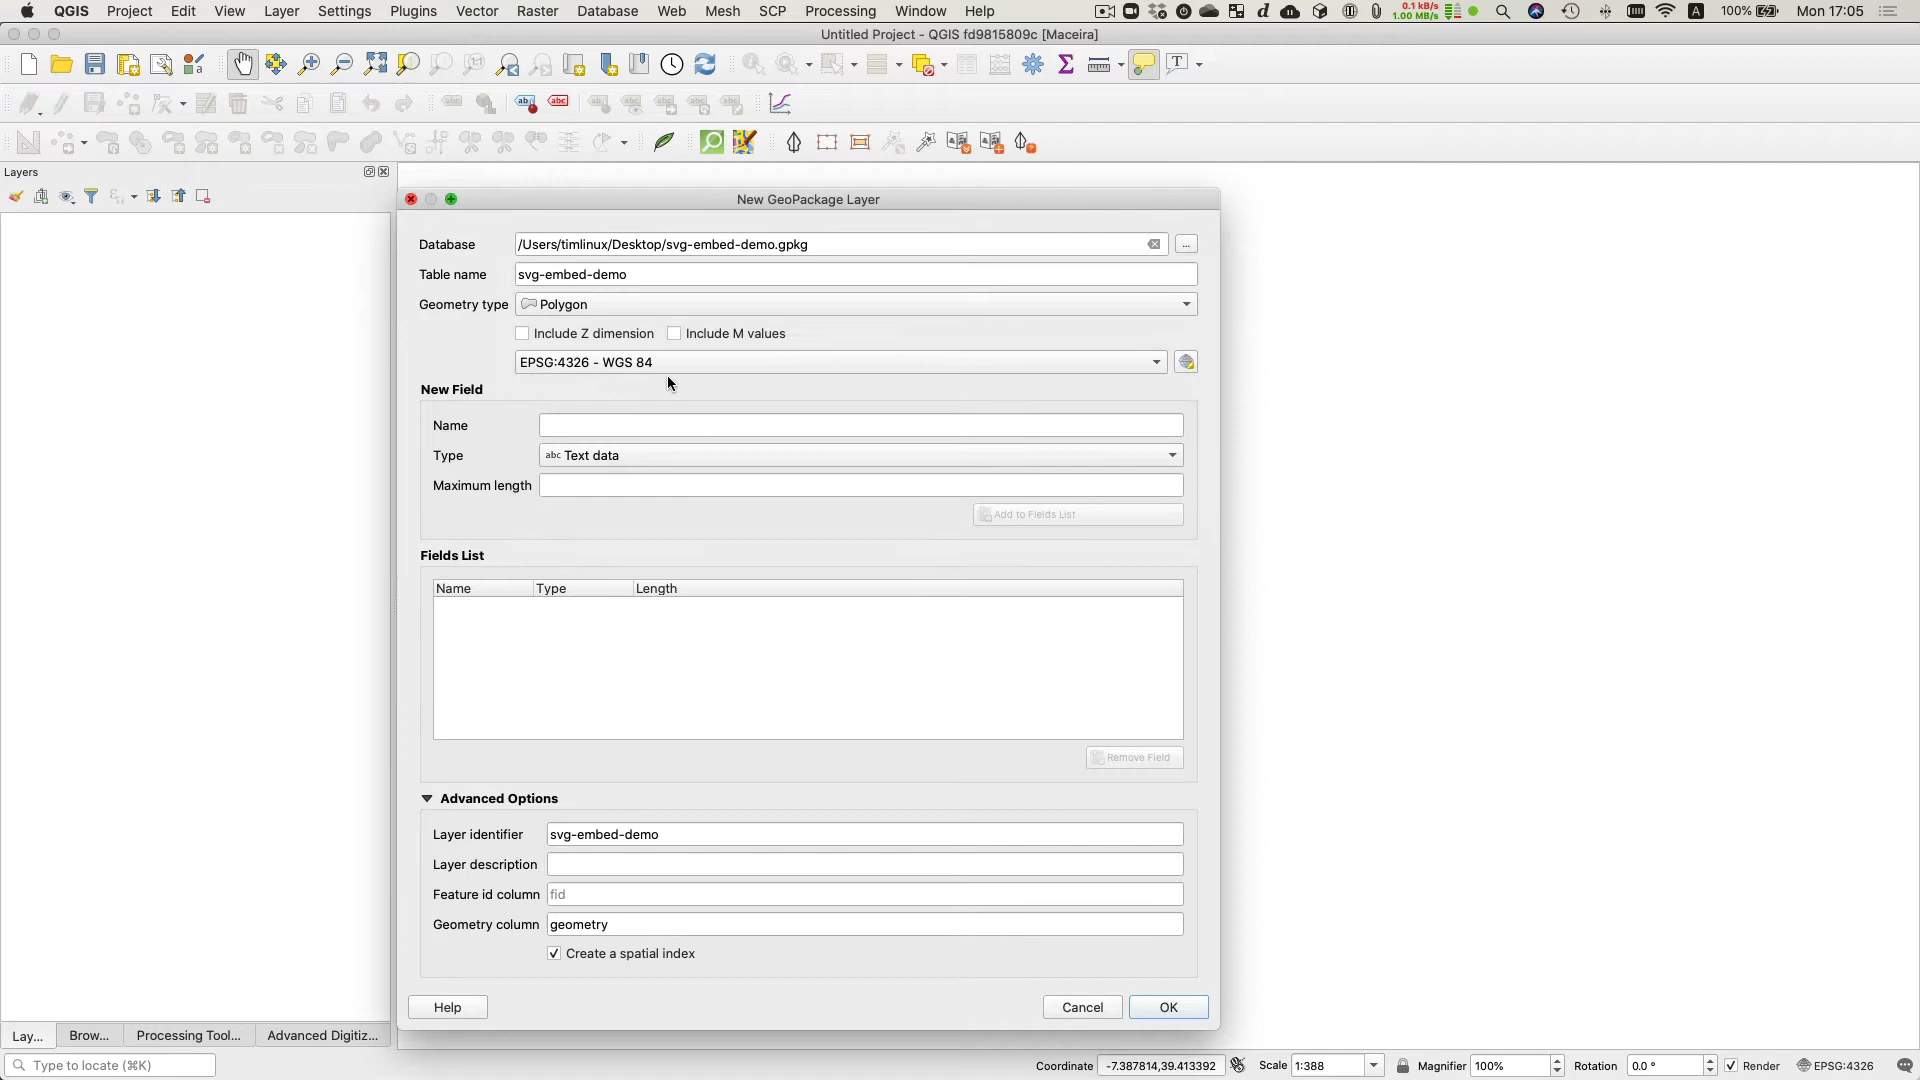 QGIS Project Edit View Layer Settings Plugins Vector Raster Database Web Mesh SCP Processing Window Help 0.1 kB/s 1.00 MB/s A 100% Mon 17:05
Untitled Project - QGIS fd9815809c [Maceira]
Layers
New GeoPackage Layer
Database /Users/timlinux/Desktop/svg-embed-demo.gpkg ...
Table name svg-embed-demo
Geometry type Polygon
Include Z dimension Include M values
EPSG:4326 - WGS 84
New Field
Name
Type abc Text data
Maximum length
Add to Fields List
Fields List
Name Type Length
Remove Field
Advanced Options
Layer identifier svg-embed-demo
Layer description
Feature id column fid
Geometry column geometry
Create a spatial index
Help Cancel OK
Lay... Brow... Processing Tool... Advanced Digitiz...
Type to locate (⌘K) Coordinate -7.387814,39.413392 Scale 1:388 Magnifier 100% Rotation 0.0 ° Render EPSG:4326